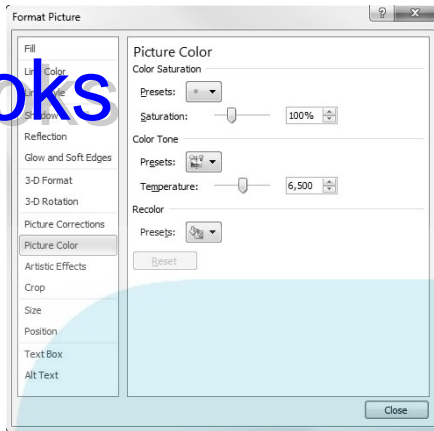 Format Picture
Fill
Line Color
Line Style
Shadow
Reflection
Glow and Soft Edges
3-D Format
3-D Rotation
Picture Corrections
Picture Color
Artistic Effects
Crop
Size
Position
Text Box
Alt Text
oks
Picture Color
Color Saturation
Presets:
Saturation: 100%
Color Tone
Presets:
Temperature: 6,500
Recolor
Presets:
Reset
Close